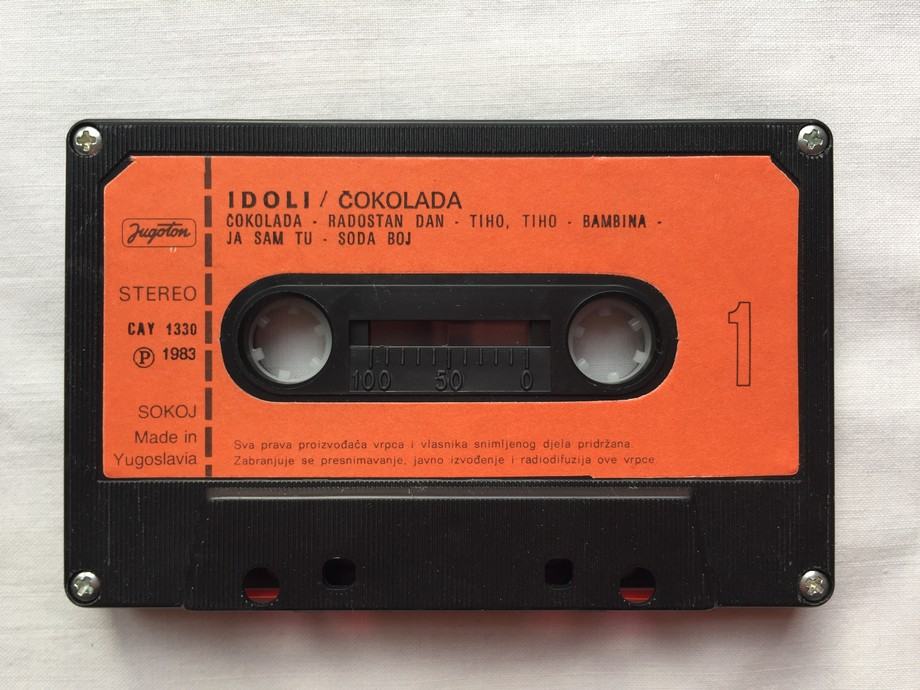 IDOLI / ČOKOLADA
ČOKOLADA - RADOSTAN DAN - TIHO, TIHO - BAMBINA -
JA SAM TU - SODA BOJ
Jugoton
STEREO
CAY 1330
Ⓟ 1983
SOKOJ
Made in
Yugoslavia
1
100 50 0
Sva prava proizvođača vrpca i vlasnika snimljenog djela pridržana.
Zabranjuje se presnimavanje, javno izvođenje i radiodifuzija ove vrpce.